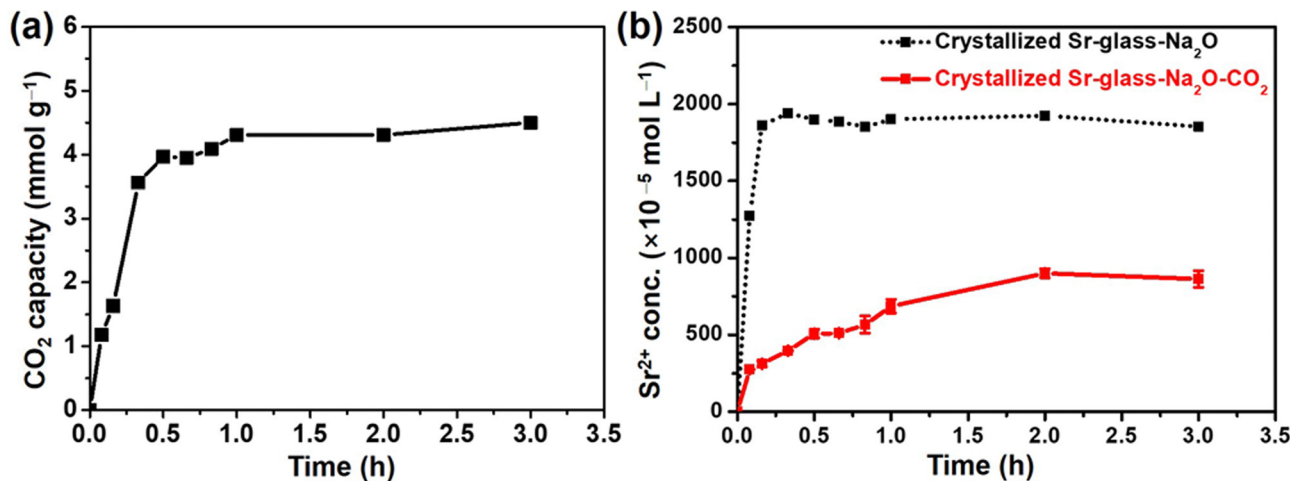 (a)
6
5
4
3
2
1
0
CO₂ capacity (mmol g⁻¹)
0.0 0.5 1.0 1.5 2.0 2.5 3.0 3.5
Time (h)
(b)
Crystallized Sr-glass-Na₂O
Crystallized Sr-glass-Na₂O-CO₂
2500
2000
1500
1000
500
0
Sr²⁺ conc. (×10⁻⁵ mol L⁻¹)
0.0 0.5 1.0 1.5 2.0 2.5 3.0 3.5
Time (h)